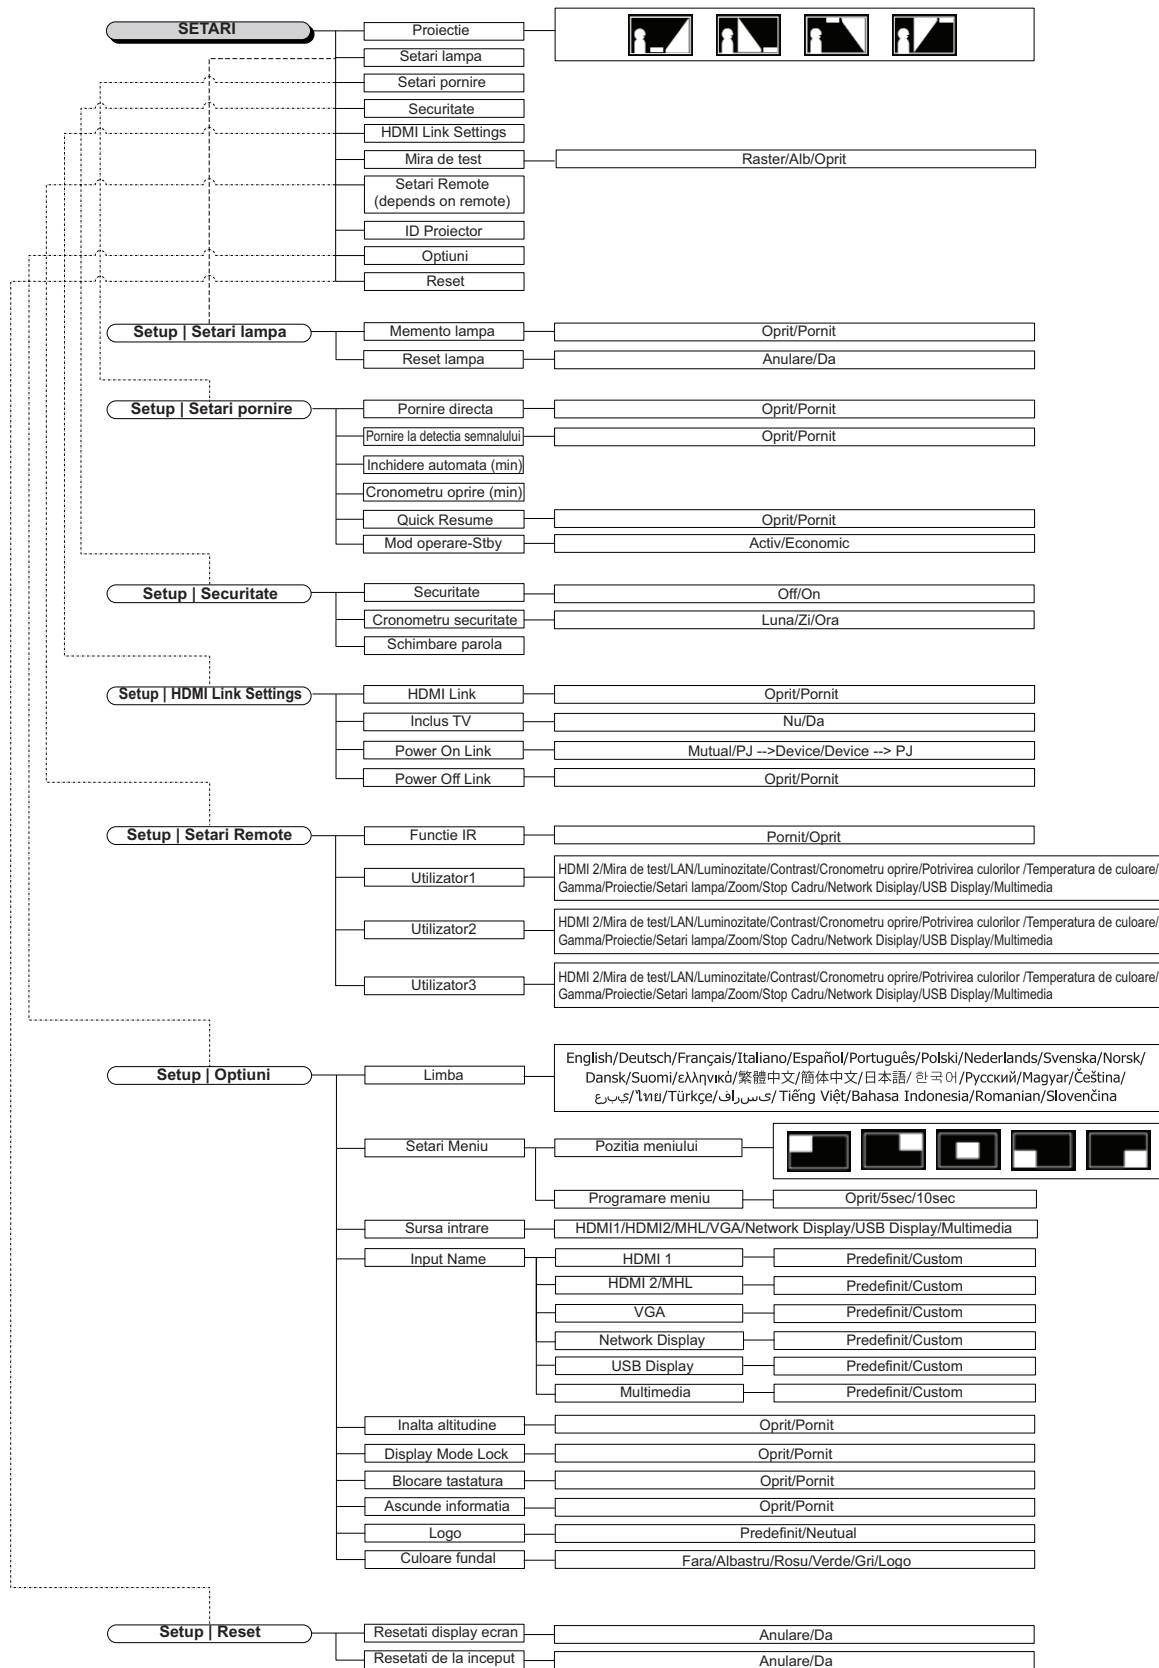 SETARI
Proiectie
Setari lampa
Setari pornire
Securitate
HDMI Link Settings
Mira de test
Raster/Alb/Oprit
Setari Remote
(depends on remote)
ID Proiector
Optiuni
Reset
Setup | Setari lampa
Memento lampa
Oprit/Pornit
Reset lampa
Anulare/Da
Setup | Setari pornire
Pornire directa
Oprit/Pornit
Pornire la detectia semnalului
Oprit/Pornit
Inchidere automata (min)
Cronometru oprire (min)
Quick Resume
Oprit/Pornit
Mod operare-Stby
Activ/Economic
Setup | Securitate
Securitate
Off/On
Cronometru securitate
Luna/Zi/Ora
Schimbare parola
Setup | HDMI Link Settings
HDMI Link
Oprit/Pornit
Inclus TV
Nu/Da
Power On Link
Mutual/PJ -->Device/Device --> PJ
Power Off Link
Oprit/Pornit
Setup | Setari Remote
Functie IR
Pornit/Oprit
Utilizator1
HDMI 2/Mira de test/LAN/Luminozitate/Contrast/Cronometru oprire/Potrivirea culorilor /Temperatura de culoare/
Gamma/Proiectie/Setari lampa/Zoom/Stop Cadru/Network Disiplay/USB Display/Multimedia
Utilizator2
HDMI 2/Mira de test/LAN/Luminozitate/Contrast/Cronometru oprire/Potrivirea culorilor /Temperatura de culoare/
Gamma/Proiectie/Setari lampa/Zoom/Stop Cadru/Network Disiplay/USB Display/Multimedia
Utilizator3
HDMI 2/Mira de test/LAN/Luminozitate/Contrast/Cronometru oprire/Potrivirea culorilor /Temperatura de culoare/
Gamma/Proiectie/Setari lampa/Zoom/Stop Cadru/Network Disiplay/USB Display/Multimedia
Setup | Optiuni
Limba
English/Deutsch/Français/Italiano/Español/Português/Polski/Nederlands/Svenska/Norsk/
Dansk/Suomi/ελληνικά/繁體中文/簡体中文/日本語/ 한국어/Русский/Magyar/Čeština/
ي‌ب‌ر‌ع/ไทย/Türkçe/ی‌س‌ر‌ا‌ف/ Tiếng Việt/Bahasa Indonesia/Romanian/Slovenčina
Setari Meniu
Pozitia meniului
Programare meniu
Oprit/5sec/10sec
Sursa intrare
HDMI1/HDMI2/MHL/VGA/Network Display/USB Display/Multimedia
Input Name
HDMI 1
Predefinit/Custom
HDMI 2/MHL
Predefinit/Custom
VGA
Predefinit/Custom
Network Display
Predefinit/Custom
USB Display
Predefinit/Custom
Multimedia
Predefinit/Custom
Inalta altitudine
Oprit/Pornit
Display Mode Lock
Oprit/Pornit
Blocare tastatura
Oprit/Pornit
Ascunde informatia
Oprit/Pornit
Logo
Predefinit/Neutual
Culoare fundal
Fara/Albastru/Rosu/Verde/Gri/Logo
Setup | Reset
Resetati display ecran
Anulare/Da
Resetati de la inceput
Anulare/Da